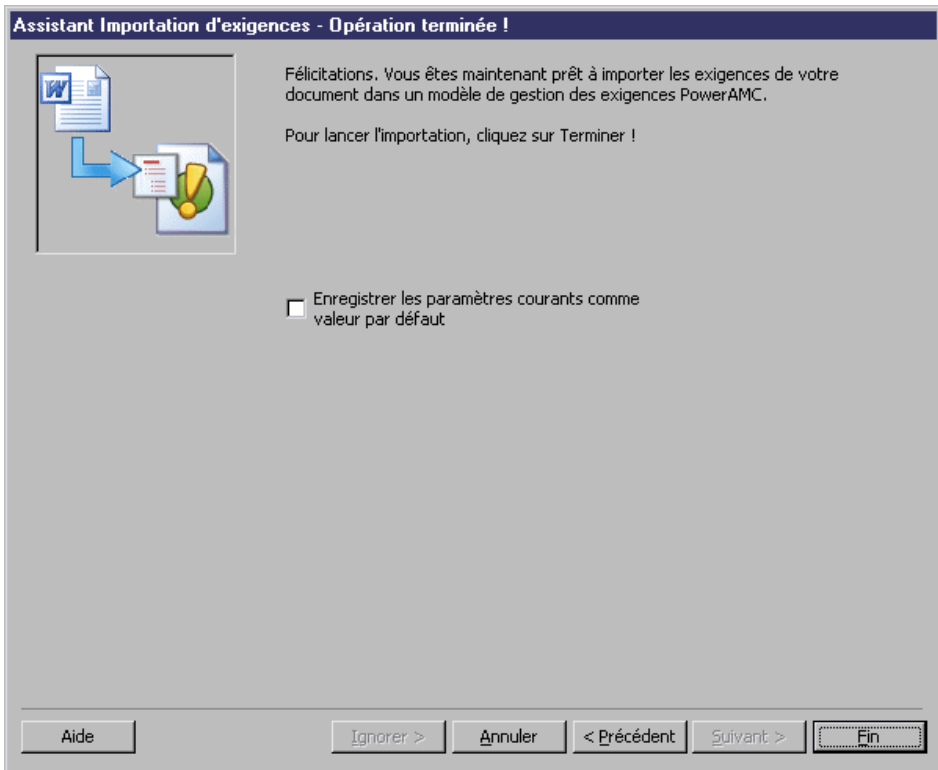 Assistant Importation d'exigences - Opération terminée !
W
Félicitations. Vous êtes maintenant prêt à importer les exigences de votre
document dans un modèle de gestion des exigences PowerAMC.
Pour lancer l'importation, cliquez sur Terminer !
Enregistrer les paramètres courants comme
valeur par défaut
Aide
Ignorer >
Annuler
< Précédent
Suivant >
Fin